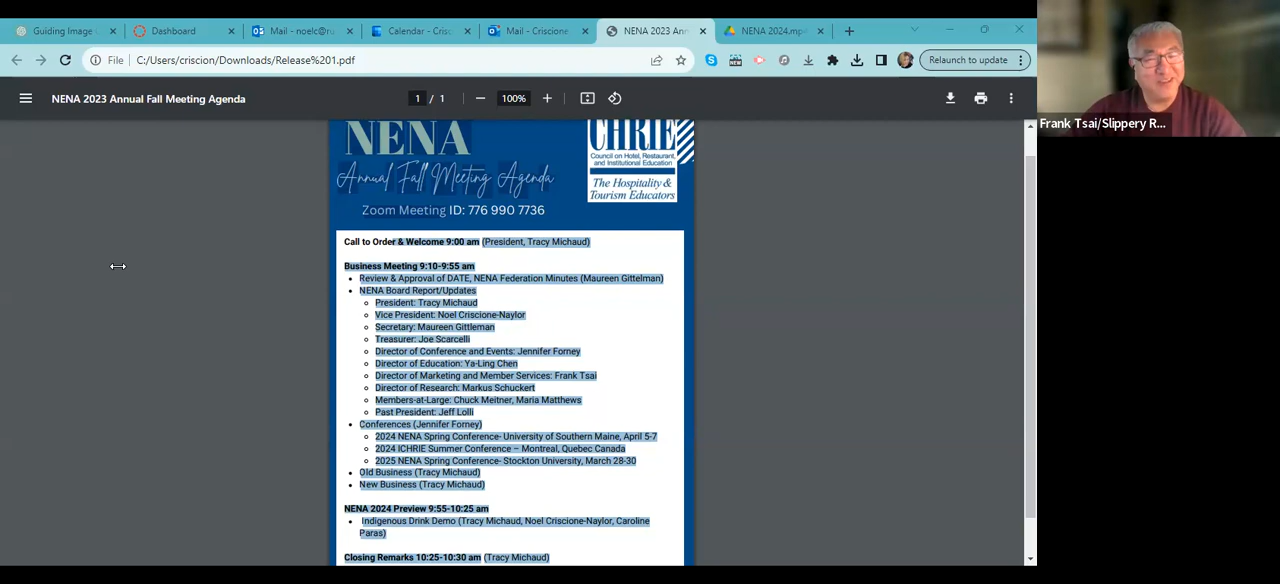 Guiding Image
Dashboard
Mail - noelc@ru
Calendar - Crisc
Mail - Criscione
NENA 2023 Ann
NENA 2024.mp4
File
C:/Users/criscion/Downloads/Release%201.pdf
Relaunch to update
NENA 2023 Annual Fall Meeting Agenda
1 / 1
100%
Frank Tsai/Slippery R...
NENA
Annual Fall Meeting Agenda
Zoom Meeting ID: 776 990 7736
CHRIE
Council on Hotel, Restaurant,
and Institutional Education
The Hospitality &
Tourism Educators
Call to Order & Welcome 9:00 am (President, Tracy Michaud)
Business Meeting 9:10-9:55 am
• Review & Approval of DATE, NENA Federation Minutes (Maureen Gittelman)
• NENA Board Report/Updates
○ President: Tracy Michaud
○ Vice President: Noel Criscione-Naylor
○ Secretary: Maureen Gittleman
○ Treasurer: Joe Scarcelli
○ Director of Conference and Events: Jennifer Forney
○ Director of Education: Ya-Ling Chen
○ Director of Marketing and Member Services: Frank Tsai
○ Director of Research: Markus Schuckert
○ Members-at-Large: Chuck Meitner, Maria Matthews
○ Past President: Jeff Lolli
• Conferences (Jennifer Forney)
○ 2024 NENA Spring Conference- University of Southern Maine, April 5-7
○ 2024 ICHRIE Summer Conference – Montreal, Quebec Canada
○ 2025 NENA Spring Conference- Stockton University, March 28-30
• Old Business (Tracy Michaud)
• New Business (Tracy Michaud)
NENA 2024 Preview 9:55-10:25 am
• Indigenous Drink Demo (Tracy Michaud, Noel Criscione-Naylor, Caroline
Paras)
Closing Remarks 10:25-10:30 am (Tracy Michaud)